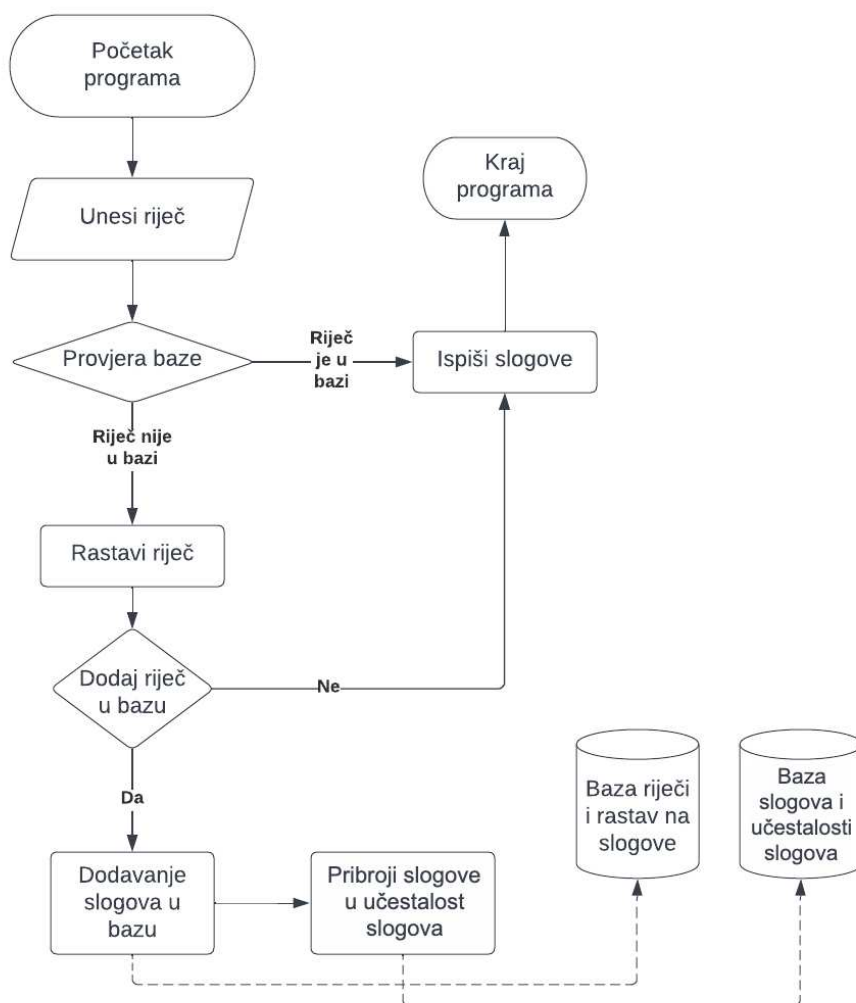 Početak
programa
Unesi riječ
Kraj
programa
Provjera baze
Riječ
je u
bazi
Ispiši slogove
Riječ nije
u bazi
Rastavi riječ
Dodaj riječ
u bazu
Ne
Da
Baza riječi
i rastav na
slogove
Baza
slogova i
učestalosti
slogova
Dodavanje
slogova u
bazu
Pribroji slogove
u učestalost
slogova